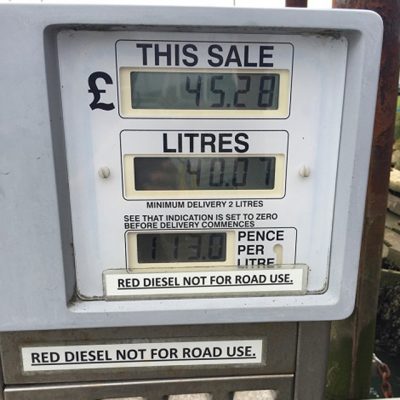 THIS SALE
£ 45.28
LITRES
40.07
MINIMUM DELIVERY 2 LITRES
SEE THAT INDICATION IS SET TO ZERO
BEFORE DELIVERY COMMENCES
113.0 PENCE
PER
LITRE
RED DIESEL NOT FOR ROAD USE.
RED DIESEL NOT FOR ROAD USE.